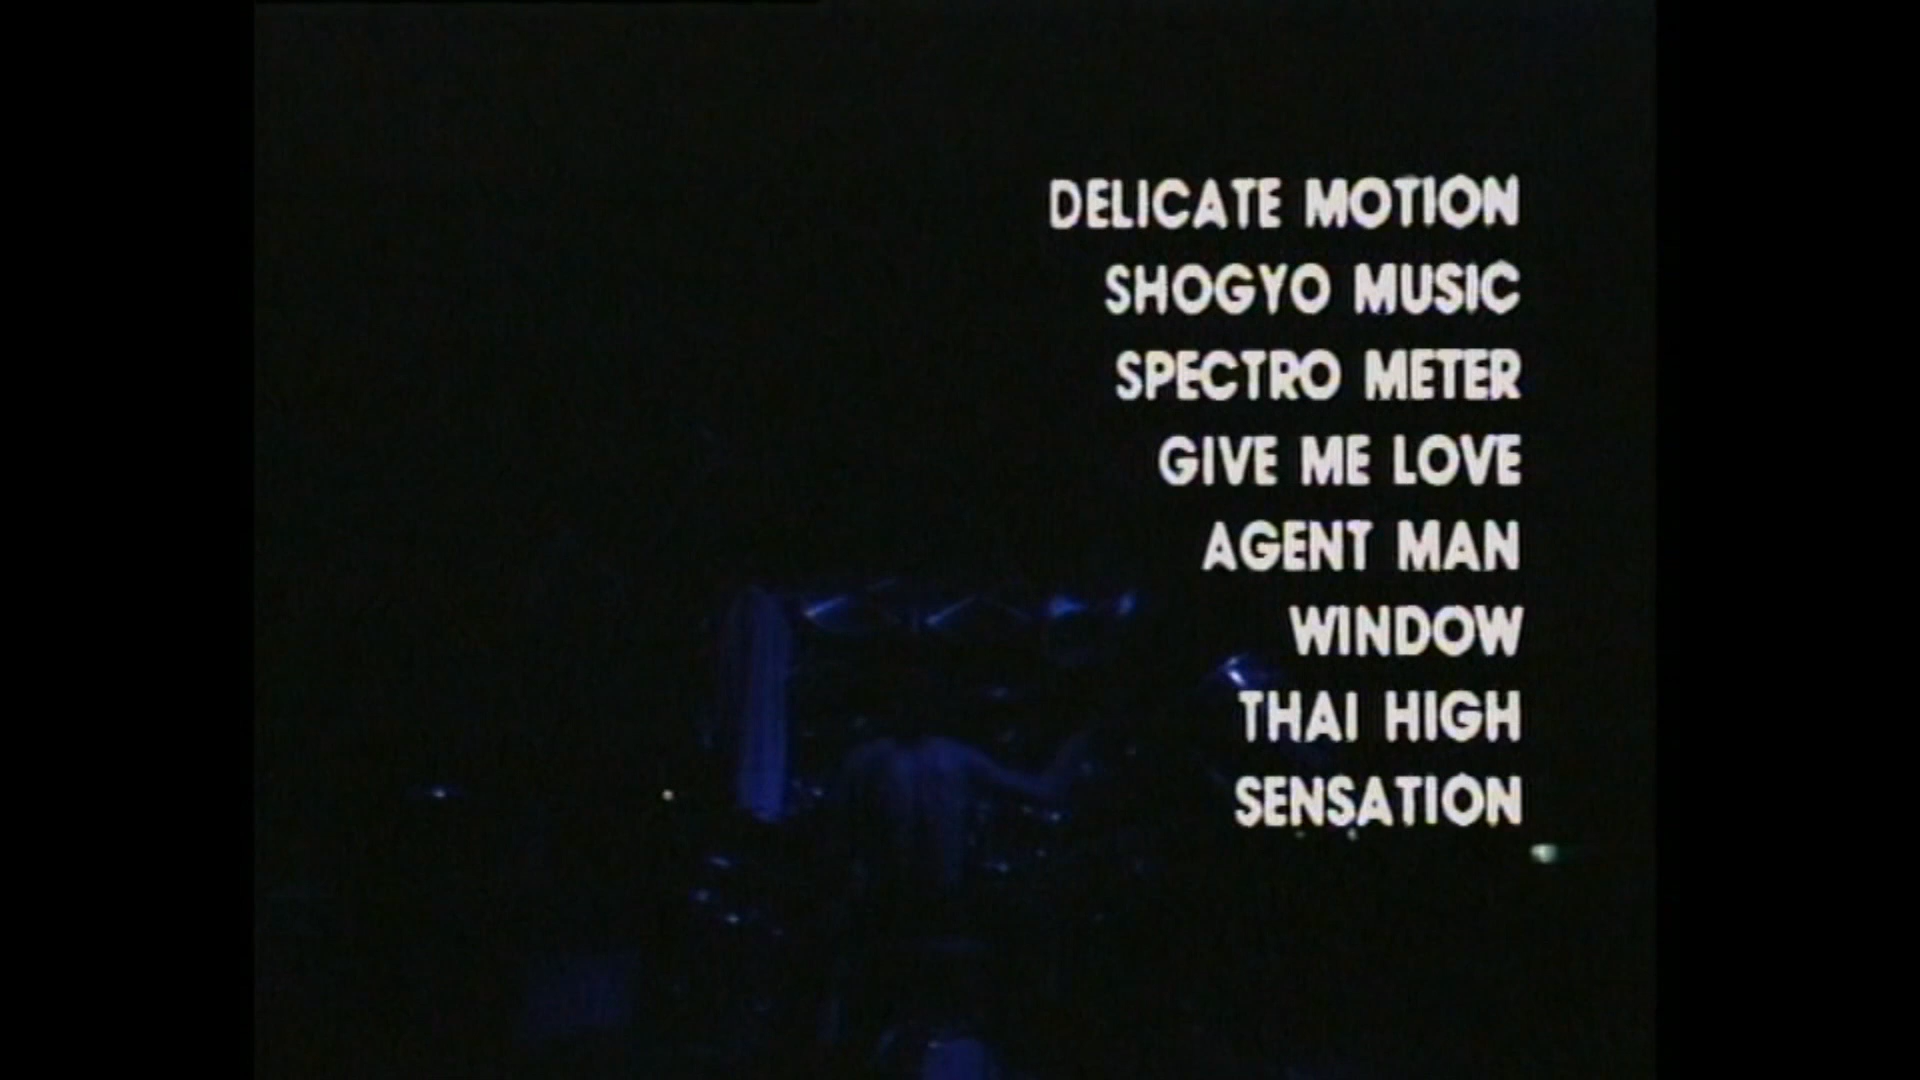 DELICATE MOTION
SHOGYO MUSIC
SPECTRO METER
GIVE ME LOVE
AGENT MAN
WINDOW
THAI HIGH
SENSATION